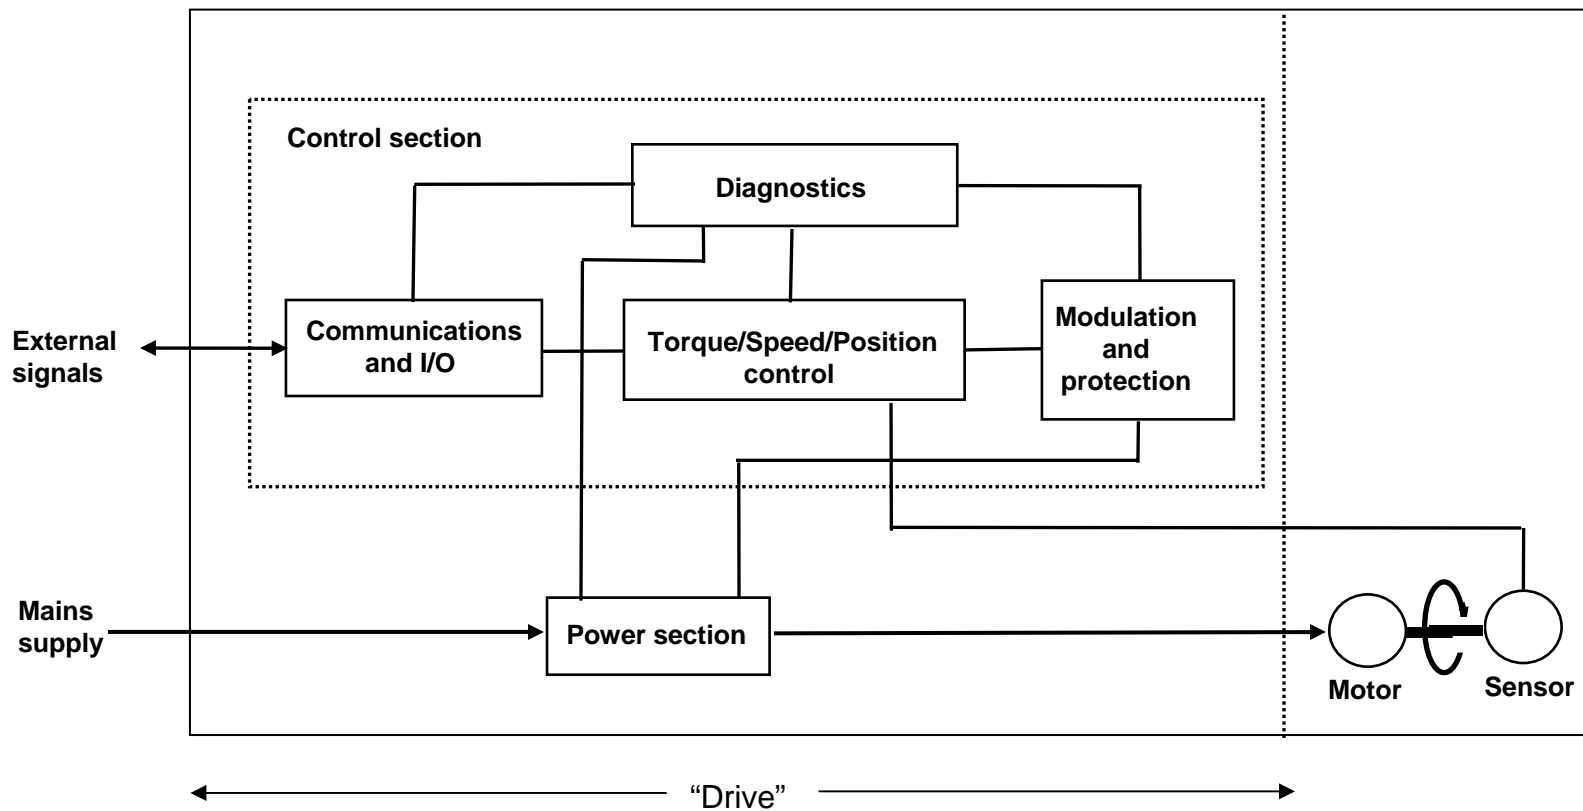 Control section
Diagnostics
External
signals
Communications
and I/O
Torque/Speed/Position
control
Modulation
and
protection
Mains
supply
Power section
Motor
Sensor
“Drive”